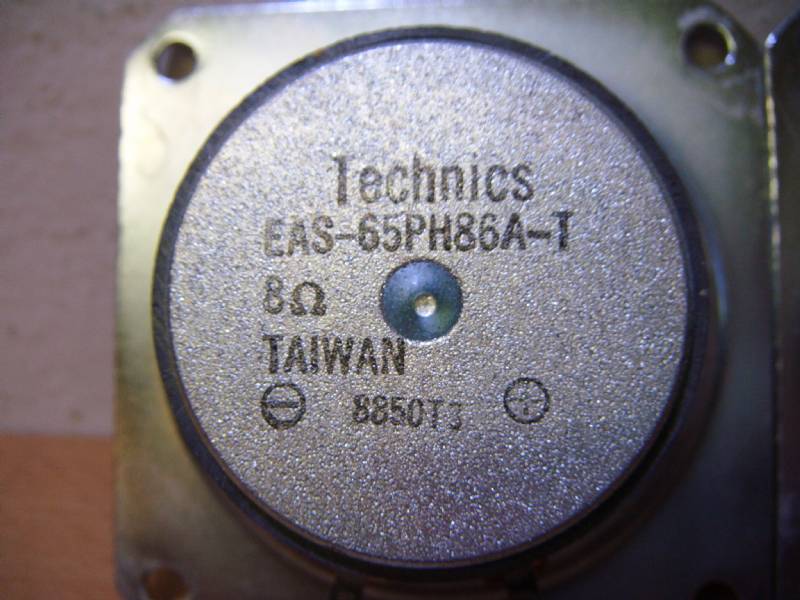 Technics
EAS-65PH86A-T
8Ω
TAIWAN
⊖ 8850T3 ⊕